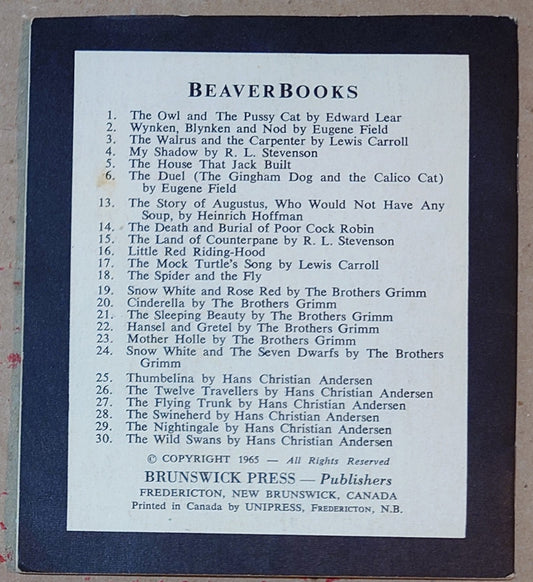 BEAVERBOOKS
1. The Owl and The Pussy Cat by Edward Lear
2. Wynken, Blynken and Nod by Eugene Field
3. The Walrus and the Carpenter by Lewis Carroll
4. My Shadow by R. L. Stevenson
5. The House That Jack Built
6. The Duel (The Gingham Dog and the Calico Cat)
by Eugene Field
13. The Story of Augustus, Who Would Not Have Any
Soup, by Heinrich Hoffman
14. The Death and Burial of Poor Cock Robin
15. The Land of Counterpane by R. L. Stevenson
16. Little Red Riding-Hood
17. The Mock Turtle's Song by Lewis Carroll
18. The Spider and the Fly
19. Snow White and Rose Red by The Brothers Grimm
20. Cinderella by The Brothers Grimm
21. The Sleeping Beauty by The Brothers Grimm
22. Hansel and Gretel by The Brothers Grimm
23. Mother Holle by The Brothers Grimm
24. Snow White and The Seven Dwarfs by The Brothers
Grimm
25. Thumbelina by Hans Christian Andersen
26. The Twelve Travellers by Hans Christian Andersen
27. The Flying Trunk by Hans Christian Andersen
28. The Swineherd by Hans Christian Andersen
29. The Nightingale by Hans Christian Andersen
30. The Wild Swans by Hans Christian Andersen
© COPYRIGHT 1965 — All Rights Reserved
BRUNSWICK PRESS — Publishers
FREDERICTON, NEW BRUNSWICK, CANADA
Printed in Canada by UNIPRESS, FREDERICTON, N.B.